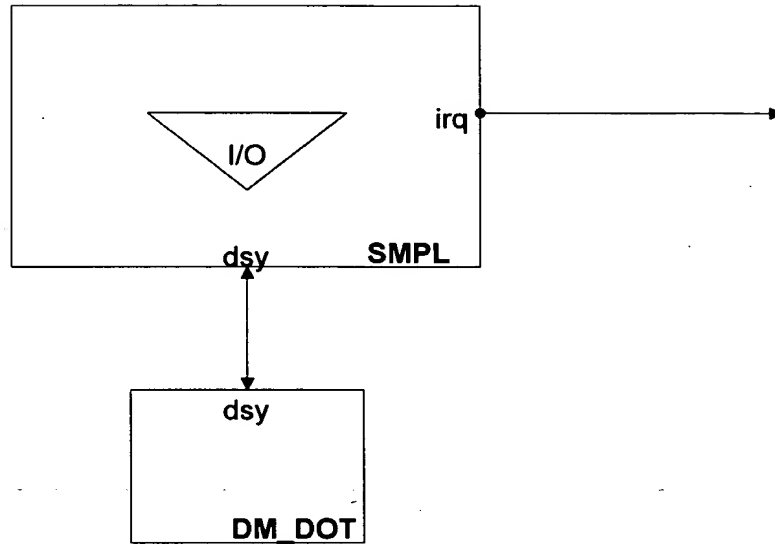 irq
I/O
dsy
SMPL
dsy
DM_DOT